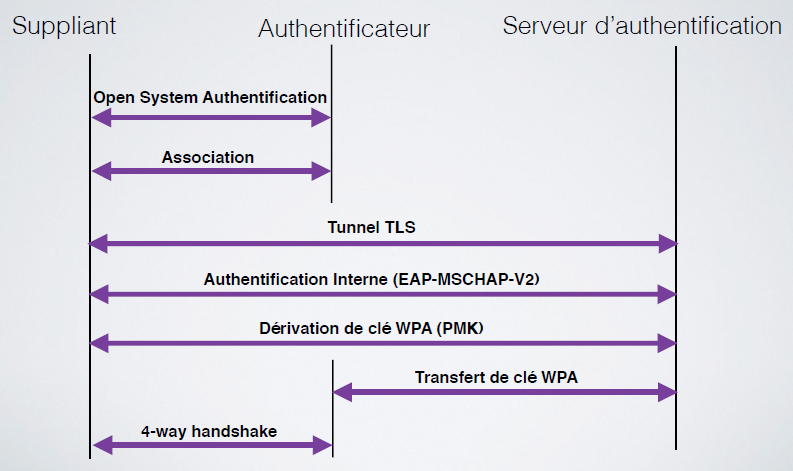 Suppliant
Authentificateur
Serveur d'authentification
Open System Authentification
Association
Tunnel TLS
Authentification Interne (EAP-MSCHAP-V2)
Dérivation de clé WPA (PMK)
Transfert de clé WPA
4-way handshake